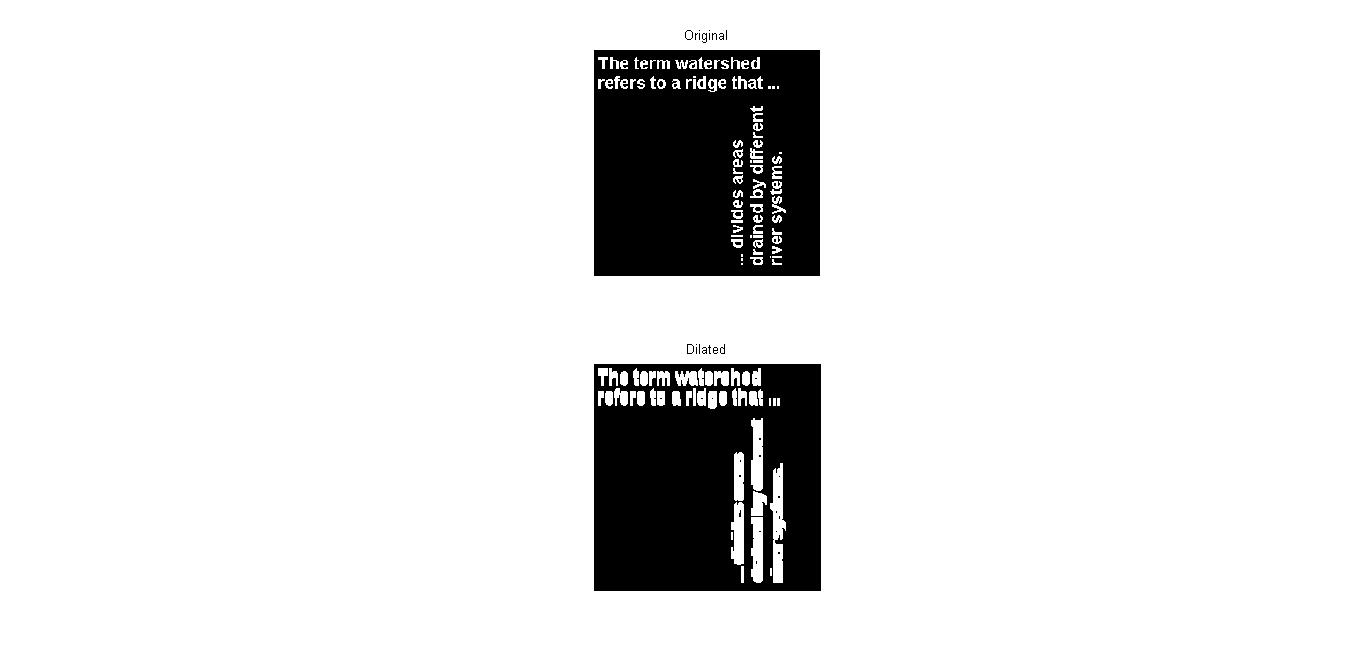 Original
The term watershed
refers to a ridge that ...
... divides areas
drained by different
river systems.
Dilated
The term watershed
refers to a ridge that ...